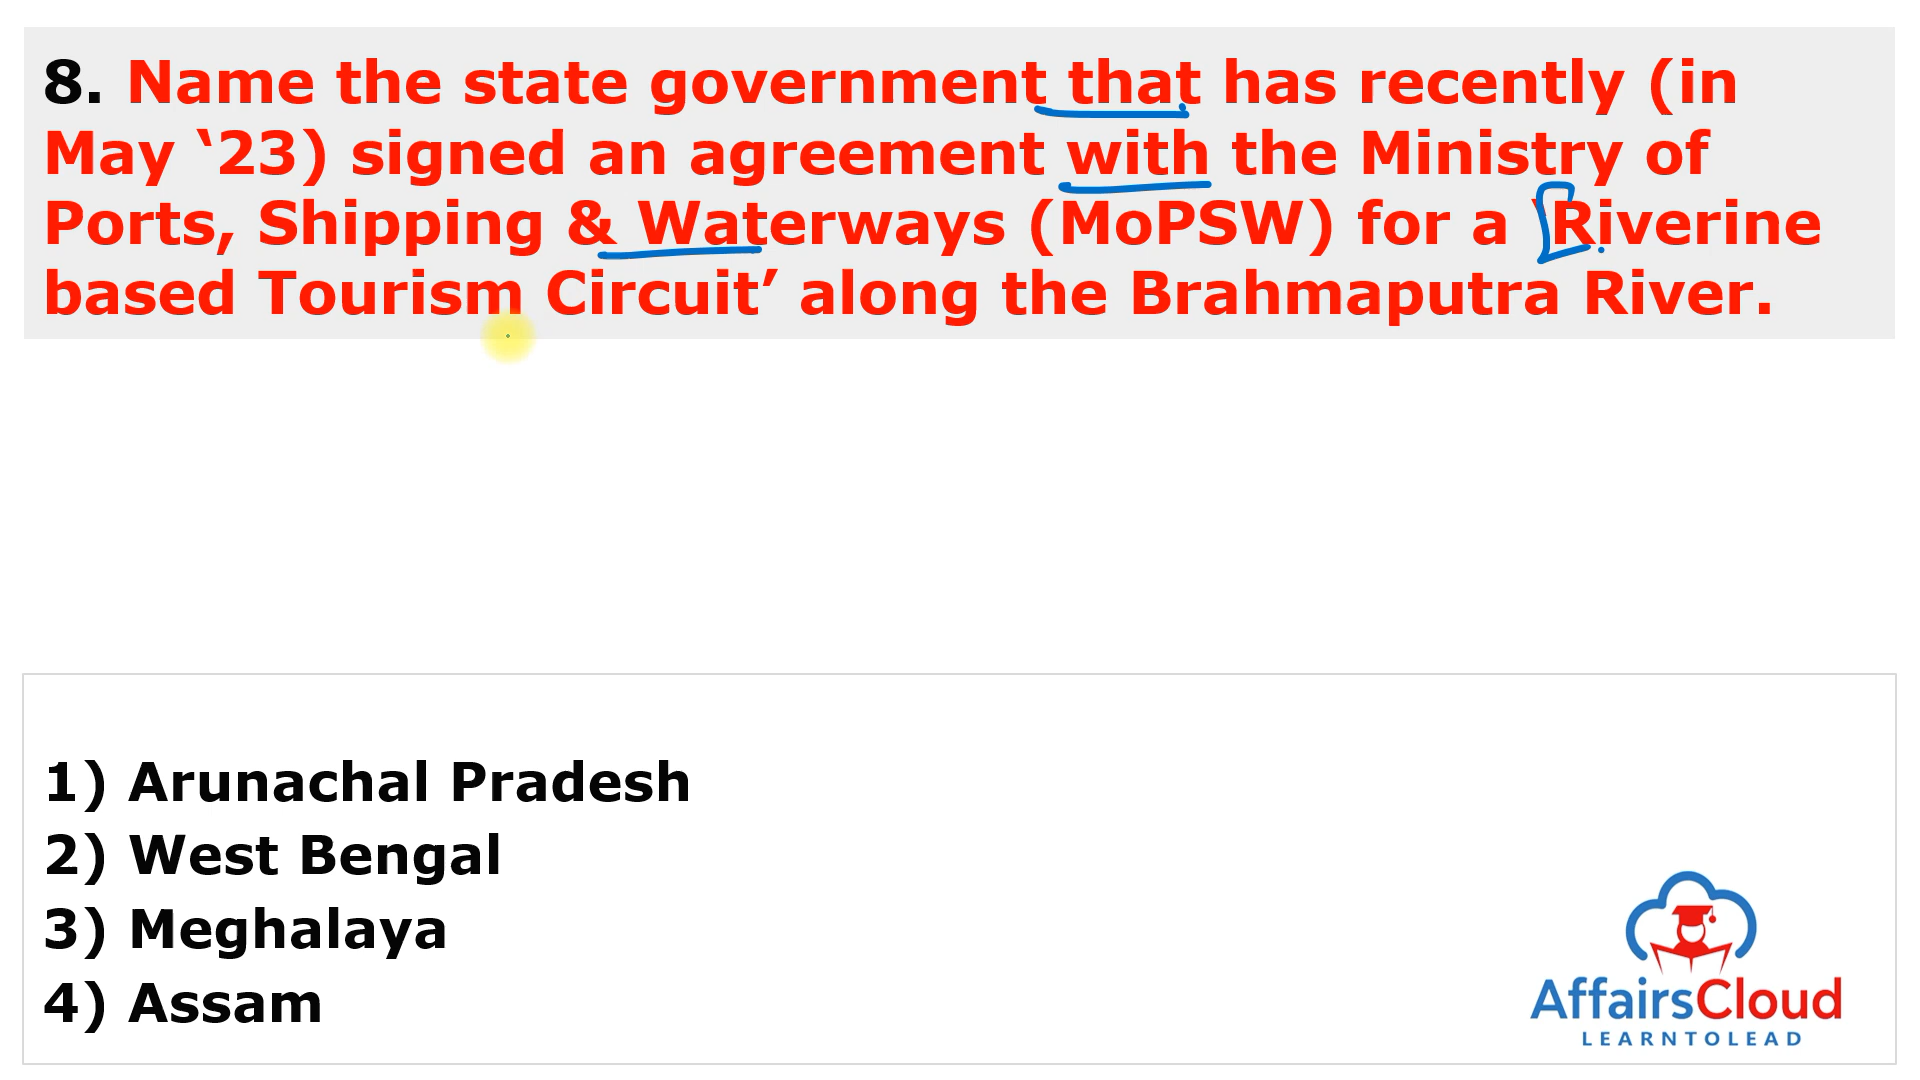 8. Name the state government that has recently (in
May ‘23) signed an agreement with the Ministry of
Ports, Shipping & Waterways (MoPSW) for a ‘Riverine
based Tourism Circuit’ along the Brahmaputra River.
1) Arunachal Pradesh
2) West Bengal
3) Meghalaya
4) Assam
AffairsCloud
LEARNTOLEAD